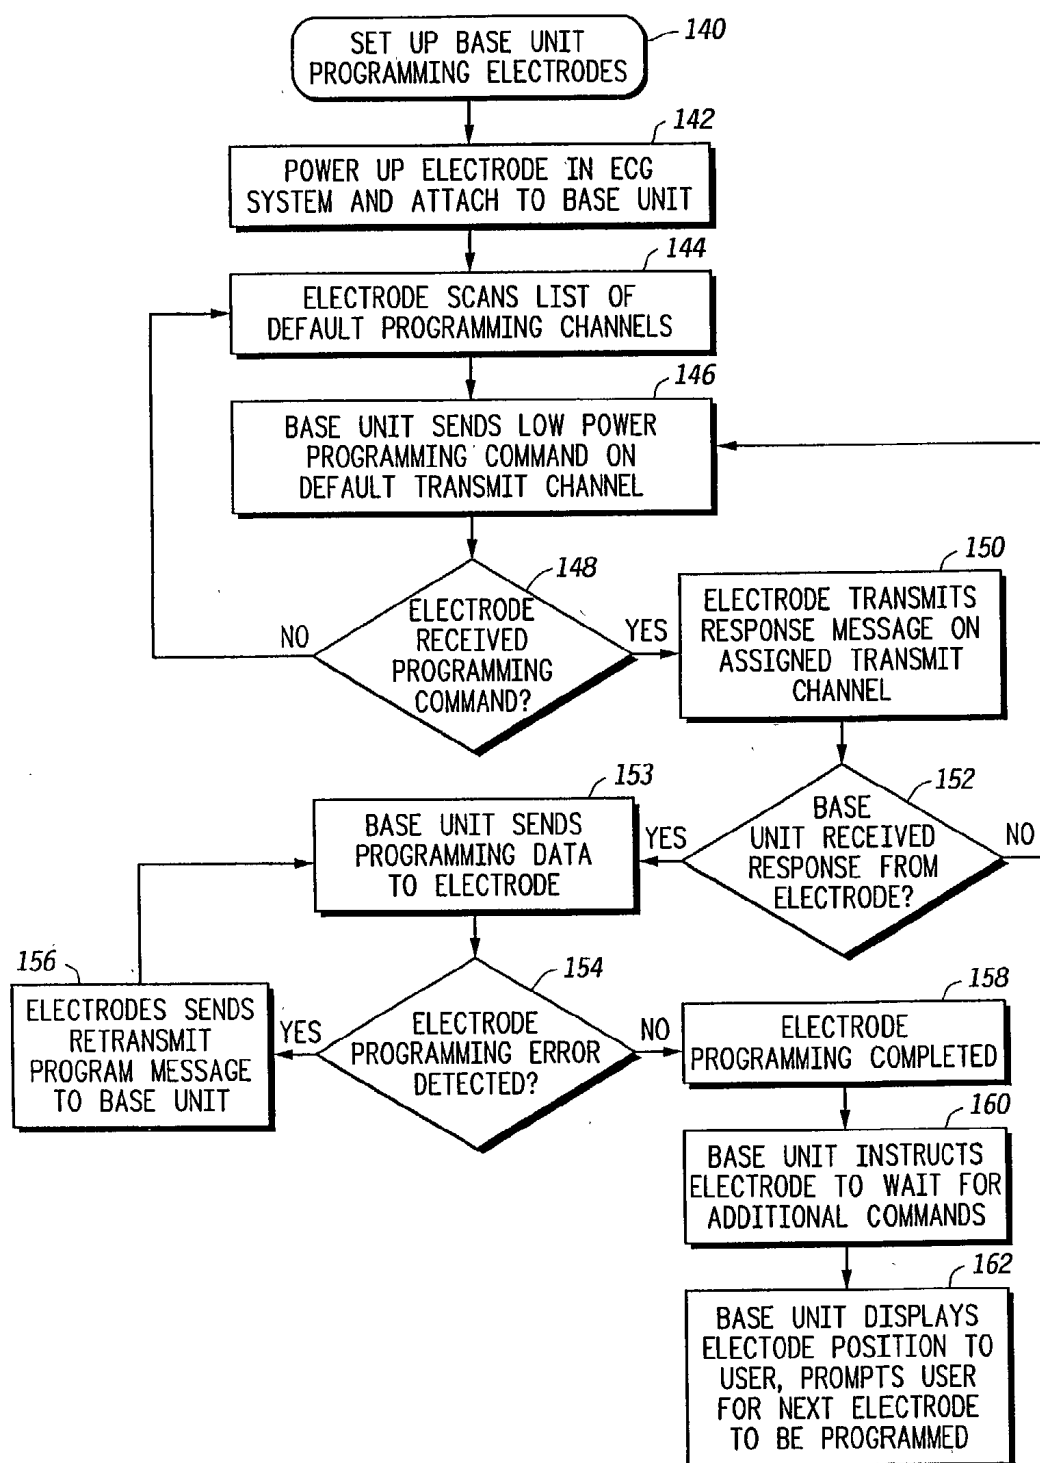 140
SET UP BASE UNIT
PROGRAMMING ELECTRODES
142
POWER UP ELECTRODE IN ECG
SYSTEM AND ATTACH TO BASE UNIT
144
ELECTRODE SCANS LIST OF
DEFAULT PROGRAMMING CHANNELS
146
BASE UNIT SENDS LOW POWER
PROGRAMMING COMMAND ON
DEFAULT TRANSMIT CHANNEL
148
ELECTRODE
RECEIVED
PROGRAMMING
COMMAND?
NO
YES
150
ELECTRODE TRANSMITS
RESPONSE MESSAGE ON
ASSIGNED TRANSMIT
CHANNEL
152
BASE
UNIT RECEIVED
RESPONSE FROM
ELECTRODE?
NO
YES
153
BASE UNIT SENDS
PROGRAMMING DATA
TO ELECTRODE
154
ELECTRODE
PROGRAMMING ERROR
DETECTED?
YES
NO
156
ELECTRODES SENDS
RETRANSMIT
PROGRAM MESSAGE
TO BASE UNIT
158
ELECTRODE
PROGRAMMING COMPLETED
160
BASE UNIT INSTRUCTS
ELECTRODE TO WAIT FOR
ADDITIONAL COMMANDS
162
BASE UNIT DISPLAYS
ELECTODE POSITION TO
USER, PROMPTS USER
FOR NEXT ELECTRODE
TO BE PROGRAMMED